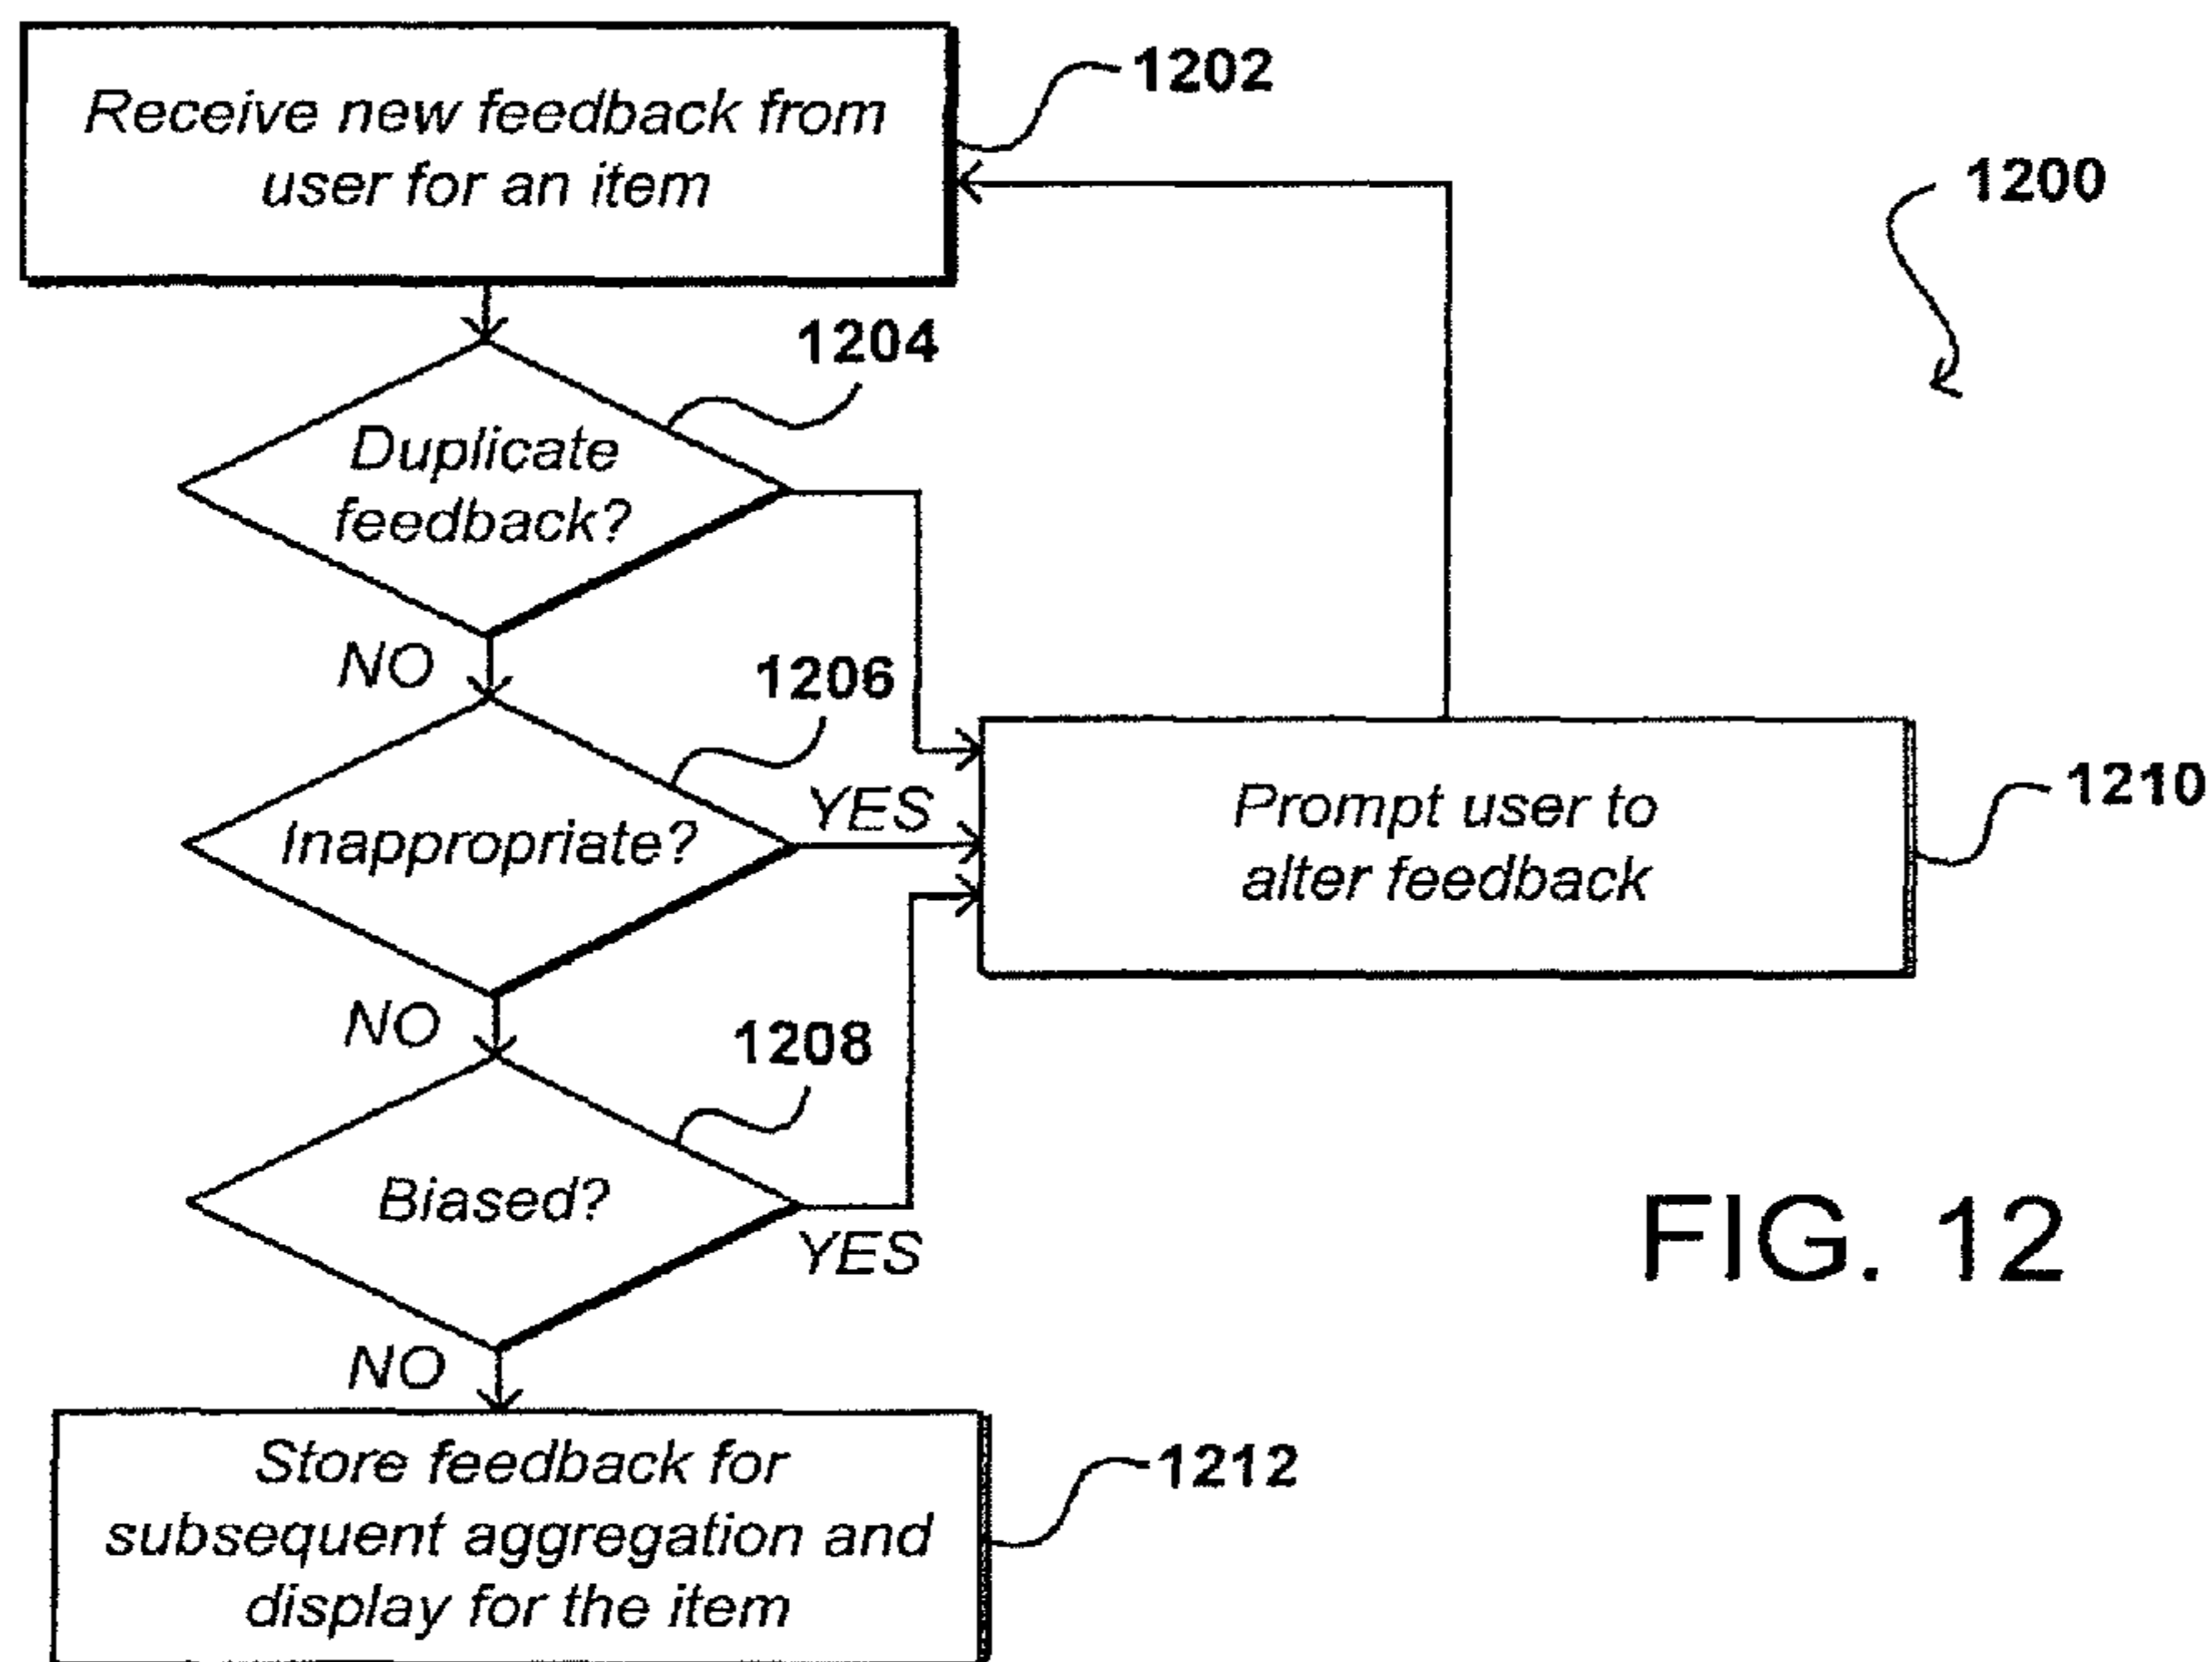 Receive new feedback from
user for an item
1202
1200
1204
Duplicate
feedback?
NO
1206
Inappropriate?
YES
Prompt user to
alter feedback
1210
NO
1208
Biased?
YES
FIG. 12
NO
Store feedback for
subsequent aggregation and
display for the item
1212